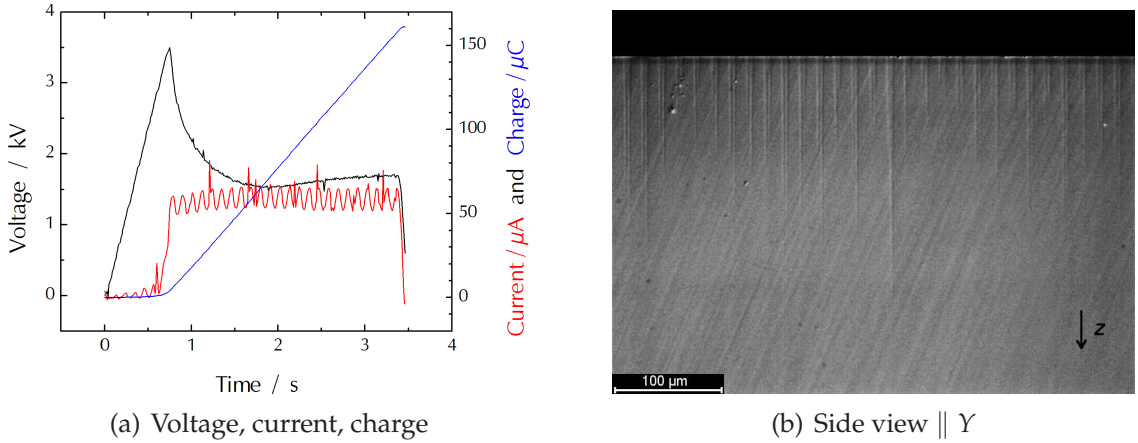 4
3
2
1
0
Voltage / kV
150
100
50
0
Current/µA and Charge/µC
0
1
2
3
4
Time / s
(a) Voltage, current, charge
z
100 µm
(b) Side view ∥ Y